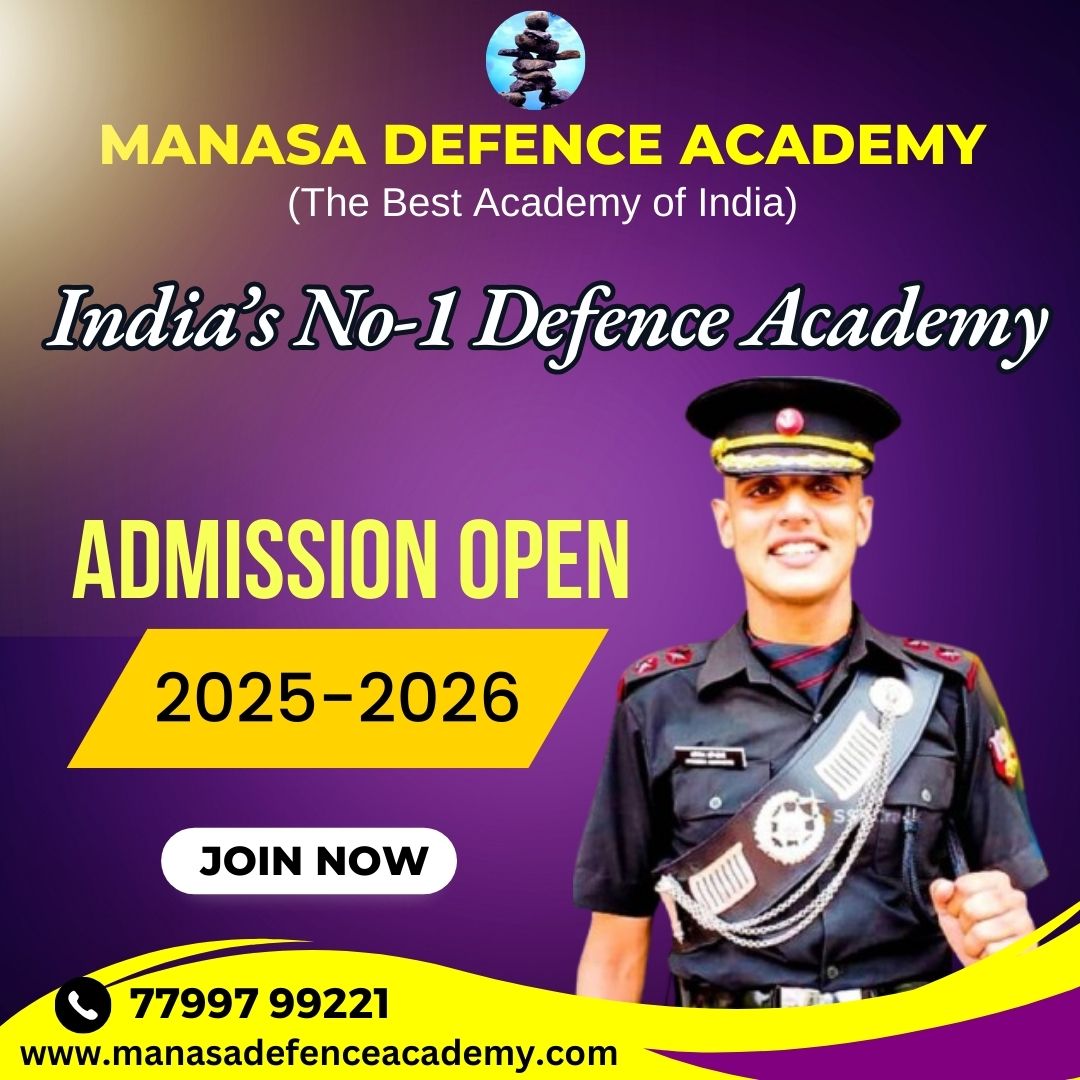 MANASA DEFENCE ACADEMY
(The Best Academy of India)
India's No-1 Defence Academy
ADMISSION OPEN
2025-2026
JOIN NOW
77997 99221
www.manasadefenceacademy.com